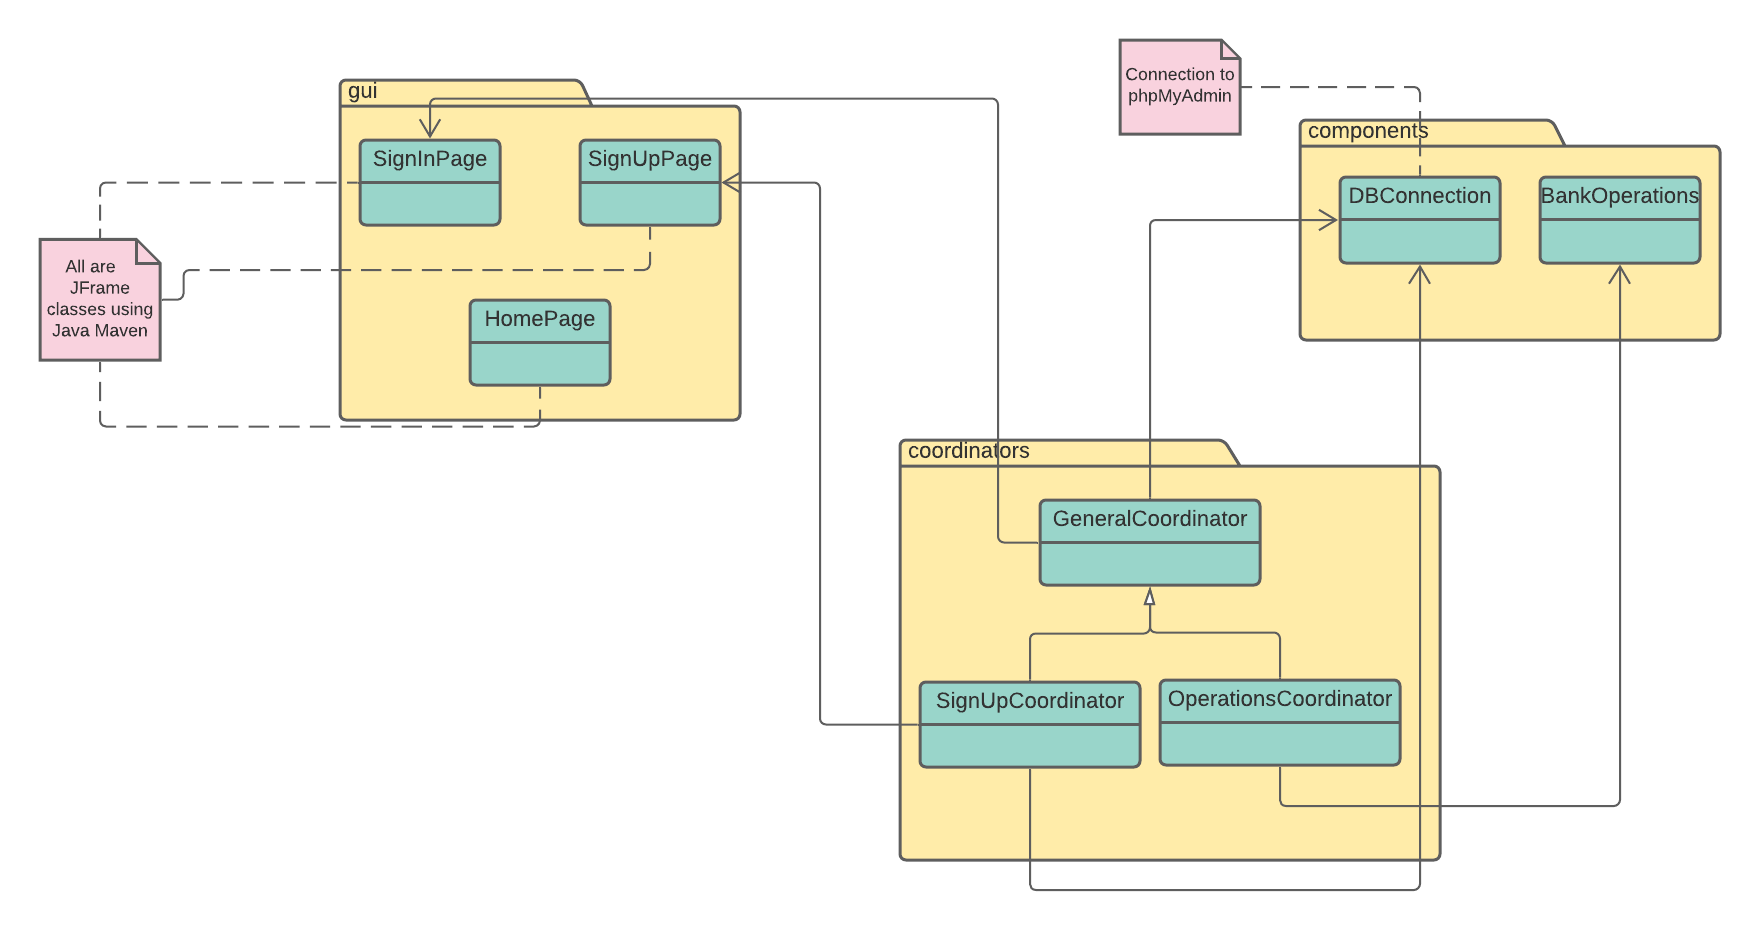 Connection to
phpMyAdmin
gui
components
SignInPage
SignUpPage
DBConnection
BankOperations
All are
JFrame
classes using
Java Maven
HomePage
coordinators
GeneralCoordinator
SignUpCoordinator
OperationsCoordinator